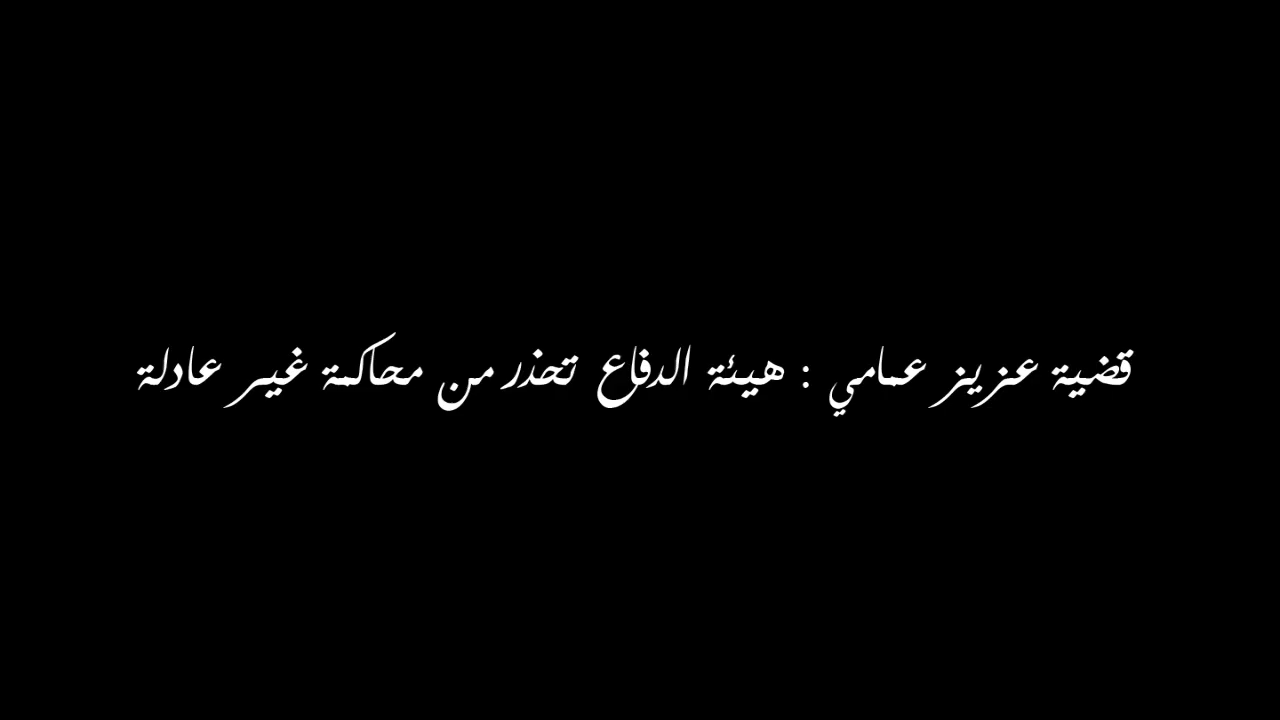 قضية عزيز عمامي : هيئة الدفاع تحذر من محاكمة غير عادلة